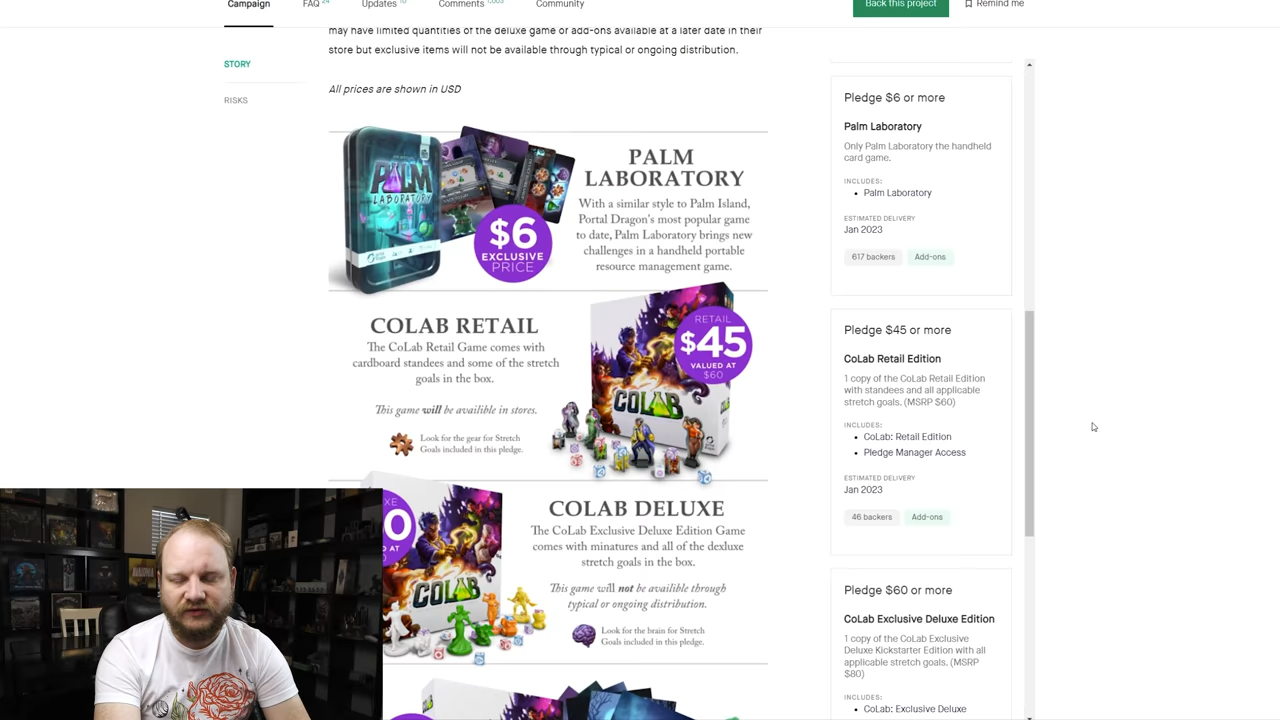 Campaign
FAQ 24
Updates
Comments
Community
Back this project
Remind me
STORY
RISKS
may have limited quantities of the deluxe game or add-ons available at a later date in their
store but exclusive items will not be available through typical or ongoing distribution.
All prices are shown in USD
PALM
LABORATORY
$6
EXCLUSIVE
PRICE
PALM
LABORATORY
With a similar style to Palm Island,
Portal Dragon's most popular game
to date, Palm Laboratory brings new
challenges in a handheld portable
resource management game.
COLAB RETAIL
The CoLab Retail Game comes with
cardboard standees and some of the stretch
goals in the box.
This game will be availible in stores.
Look for the gear for Stretch
Goals included in this pledge.
RETAIL
$45
VALUED AT
$60
COLAB
COLAB
COLAB DELUXE
The CoLab Exclusive Deluxe Edition Game
comes with minatures and all of the dexluxe
stretch goals in the box.
This game will not be availible through
typical or ongoing distribution.
Look for the brain for Stretch
Goals included in this pledge.
Pledge $6 or more
Palm Laboratory
Only Palm Laboratory the handheld
card game.
INCLUDES:
• Palm Laboratory
ESTIMATED DELIVERY
Jan 2023
617 backers
Add-ons
Pledge $45 or more
CoLab Retail Edition
1 copy of the CoLab Retail Edition
with standees and all applicable
stretch goals. (MSRP $60)
INCLUDES:
• CoLab: Retail Edition
• Pledge Manager Access
ESTIMATED DELIVERY
Jan 2023
46 backers
Add-ons
Pledge $60 or more
CoLab Exclusive Deluxe Edition
1 copy of the CoLab Exclusive
Deluxe Kickstarter Edition with all
applicable stretch goals. (MSRP
$80)
INCLUDES:
• CoLab: Exclusive Deluxe